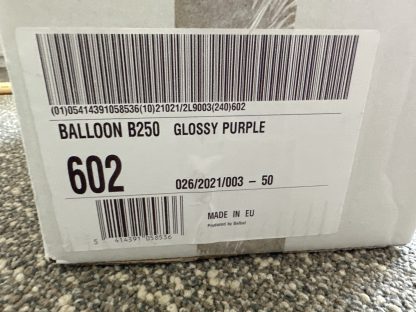 (01)05414391058536(10)21021/2L9003(240)602
BALLOON B250 GLOSSY PURPLE
602
026/2021/003 - 50
MADE IN EU
5 414391 058536